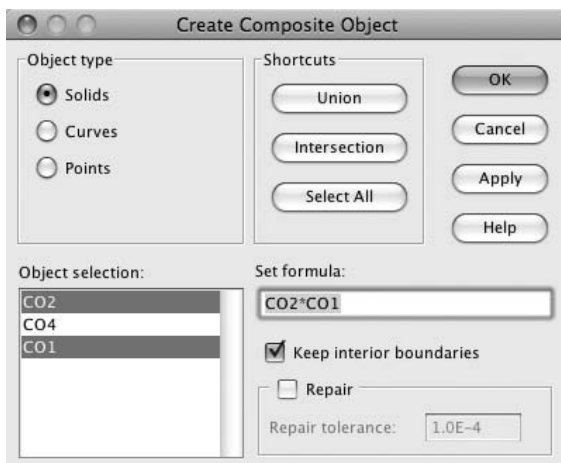 Create Composite Object
Object type
Solids
Curves
Points
Shortcuts
Union
Intersection
Select All
OK
Cancel
Apply
Help
Object selection:
CO2
CO4
CO1
Set formula:
CO2*CO1
Keep interior boundaries
Repair
Repair tolerance:
1.0E-4